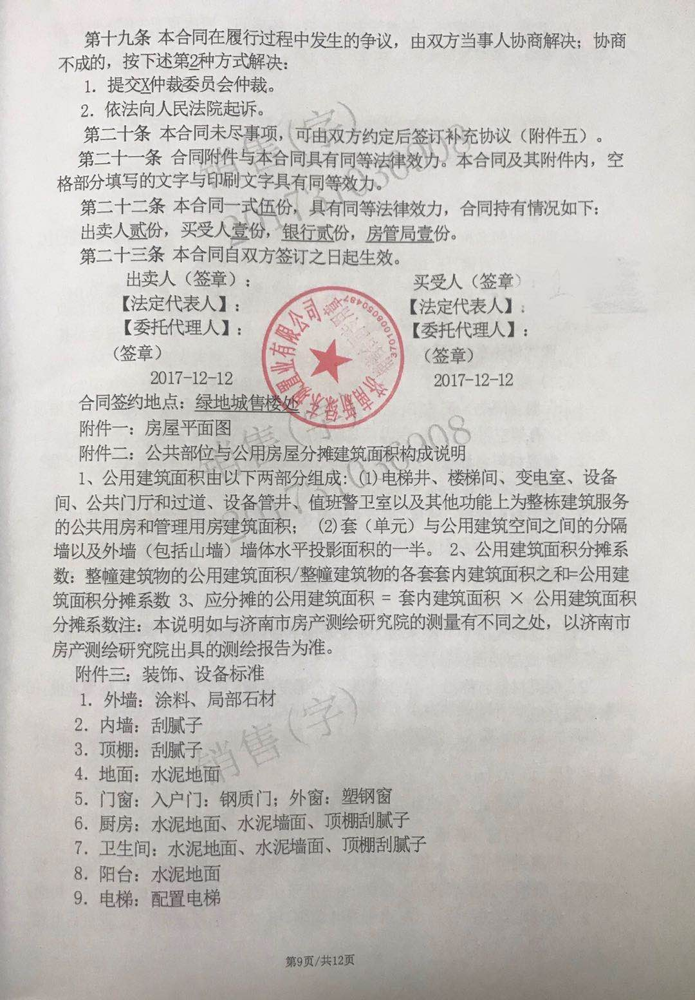 第十九条 本合同在履行过程中发生的争议，由双方当事人协商解决；协商
不成的，按下述第2种方式解决：
1. 提交X仲裁委员会仲裁。
2. 依法向人民法院起诉。
第二十条 本合同未尽事项，可由双方约定后签订补充协议（附件五）。
第二十一条 合同附件与本合同具有同等法律效力。本合同及其附件内，空
格部分填写的文字与印刷文字具有同等效力。
第二十二条 本合同一式伍份，具有同等法律效力，合同持有情况如下：
出卖人贰份，买受人壹份，银行贰份，房管局壹份。
第二十三条 本合同自双方签订之日起生效。
出卖人（签章）：
买受人（签章）：
【法定代表人】：
【法定代表人】：
【委托代理人】：
【委托代理人】：
（签章）
（签章）
2017-12-12
2017-12-12
置业有限公司
3701008050487
合同签约地点：绿地城售楼处
附件一：房屋平面图
附件二：公共部位与公用房屋分摊建筑面积构成说明
1、公用建筑面积由以下两部分组成：(1)电梯井、楼梯间、变电室、设备
间、公共门厅和过道、设备管井、值班警卫室以及其他功能上为整栋建筑服务
的公共用房和管理用房建筑面积； (2)套（单元）与公用建筑空间之间的分隔
墙以及外墙（包括山墙）墙体水平投影面积的一半。 2、公用建筑面积分摊系
数：整幢建筑物的公用建筑面积/整幢建筑物的各套套内建筑面积之和=公用建
筑面积分摊系数 3、应分摊的公用建筑面积 = 套内建筑面积 × 公用建筑面积
分摊系数注：本说明如与济南市房产测绘研究院的测量有不同之处，以济南市
房产测绘研究院出具的测绘报告为准。
附件三：装饰、设备标准
1. 外墙：涂料、局部石材
2. 内墙：刮腻子
3. 顶棚：刮腻子
4. 地面：水泥地面
5. 门窗：入户门：钢质门；外窗：塑钢窗
6. 厨房：水泥地面、水泥墙面、顶棚刮腻子
7. 卫生间：水泥地面、水泥墙面、顶棚刮腻子
8. 阳台：水泥地面
9. 电梯：配置电梯
第9页/共12页
销售(字)
201731036908
销售(字)
201731036908
销售(字)